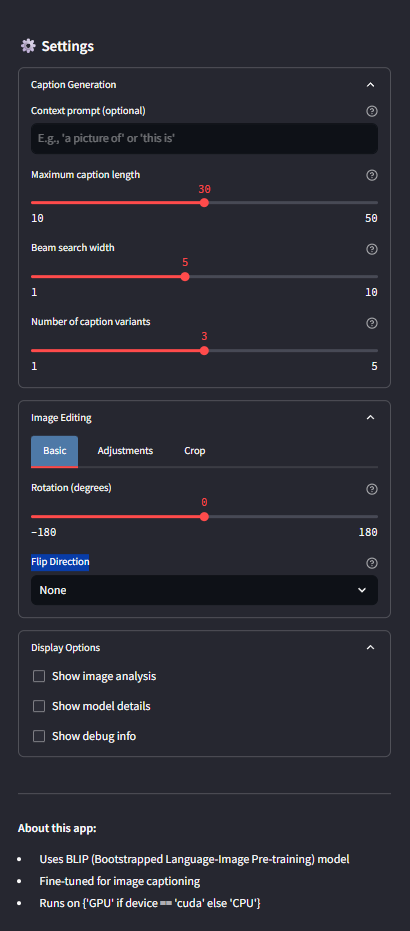 Settings
Caption Generation
Context prompt (optional)
E.g., 'a picture of' or 'this is'
Maximum caption length
30
10 50
Beam search width
5
1 10
Number of caption variants
3
1 5
Image Editing
Basic Adjustments Crop
Rotation (degrees)
0
−180 180
Flip Direction
None
Display Options
Show image analysis
Show model details
Show debug info
About this app:
• Uses BLIP (Bootstrapped Language-Image Pre-training) model
• Fine-tuned for image captioning
• Runs on {'GPU' if device == 'cuda' else 'CPU'}